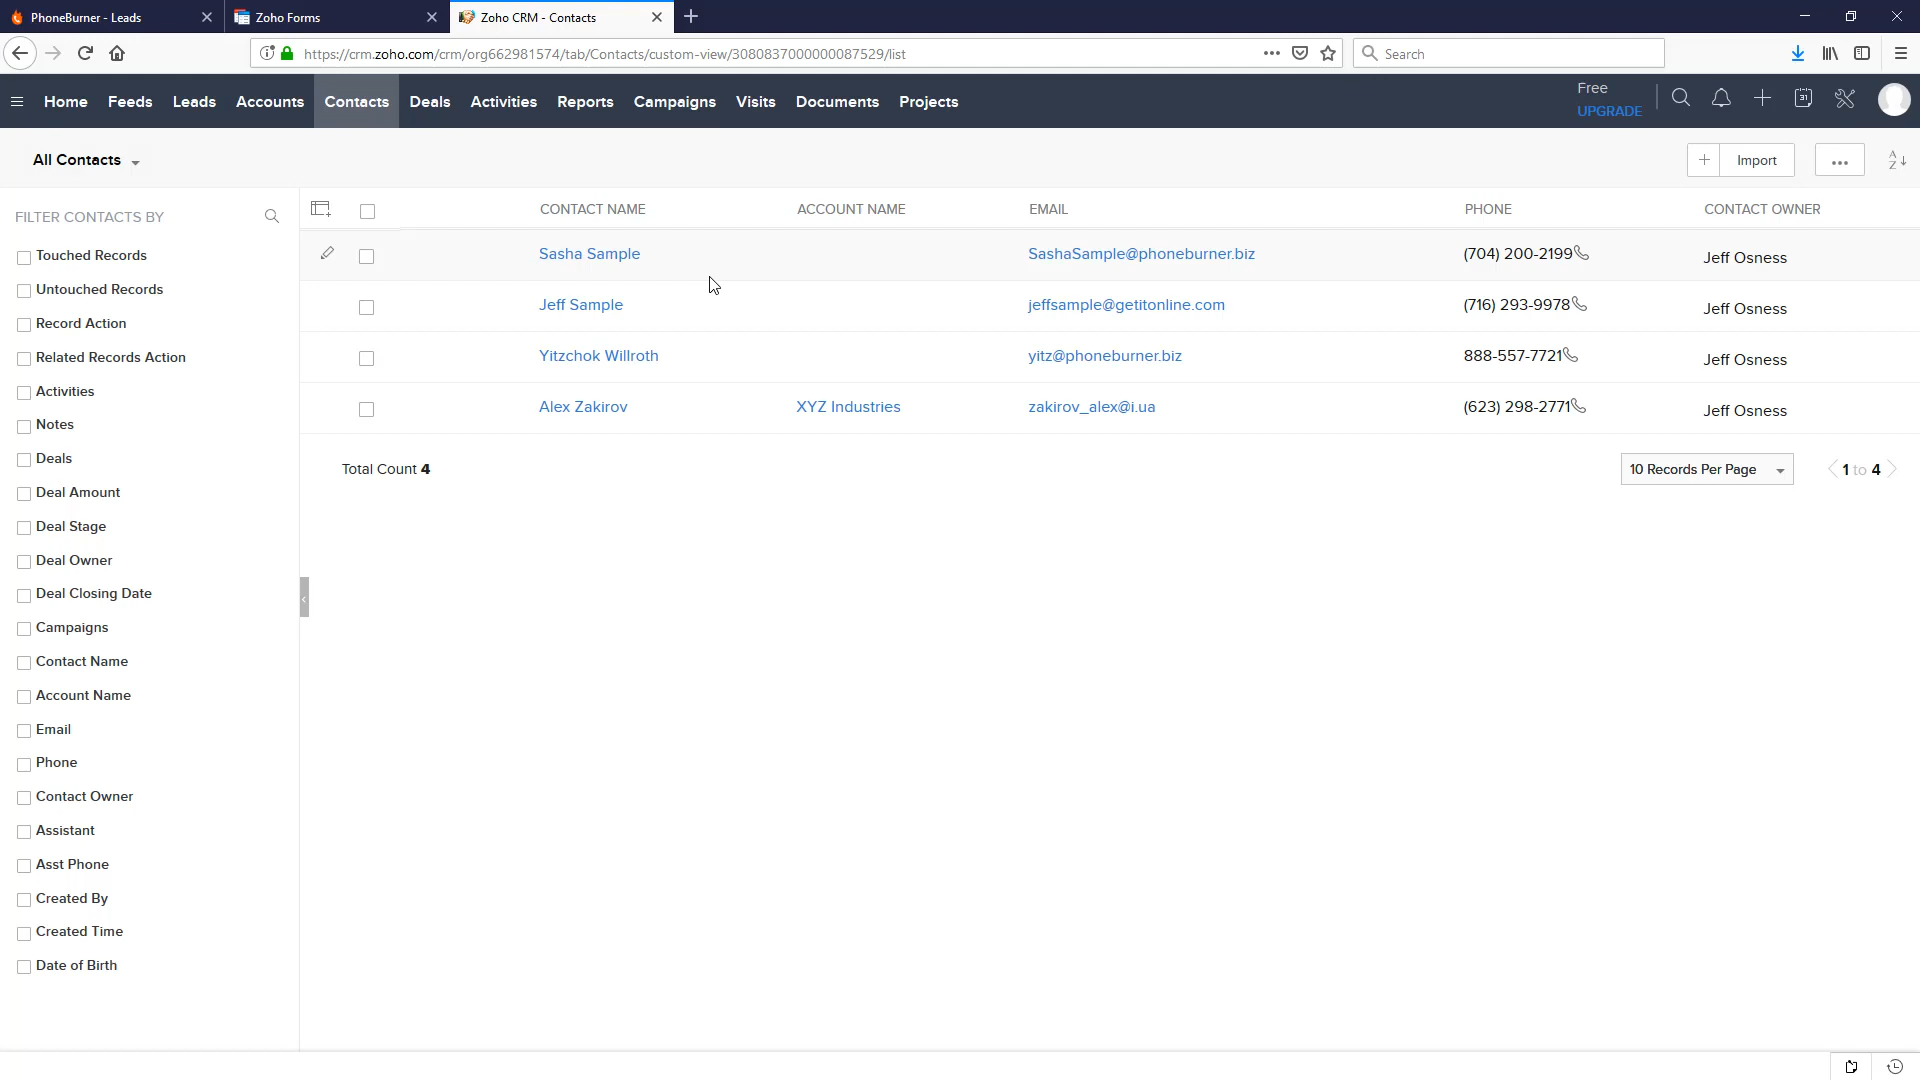 PhoneBurner - Leads
Zoho Forms
Zoho CRM - Contacts
https://crm.zoho.com/crm/org662981574/tab/Contacts/custom-view/3080837000000087529/list
Search
Home Feeds Leads Accounts Contacts Deals Activities Reports Campaigns Visits Documents Projects
Free
UPGRADE
31
All Contacts
Import
A
Z
FILTER CONTACTS BY
Touched Records
Untouched Records
Record Action
Related Records Action
Activities
Notes
Deals
Deal Amount
Deal Stage
Deal Owner
Deal Closing Date
Campaigns
Contact Name
Account Name
Email
Phone
Contact Owner
Assistant
Asst Phone
Created By
Created Time
Date of Birth
CONTACT NAME ACCOUNT NAME EMAIL PHONE CONTACT OWNER
Sasha Sample SashaSample@phoneburner.biz (704) 200-2199 Jeff Osness
Jeff Sample jeffsample@getitonline.com (716) 293-9978 Jeff Osness
Yitzchok Willroth yitz@phoneburner.biz 888-557-7721 Jeff Osness
Alex Zakirov XYZ Industries zakirov_alex@i.ua (623) 298-2771 Jeff Osness
Total Count 4
10 Records Per Page
1 to 4